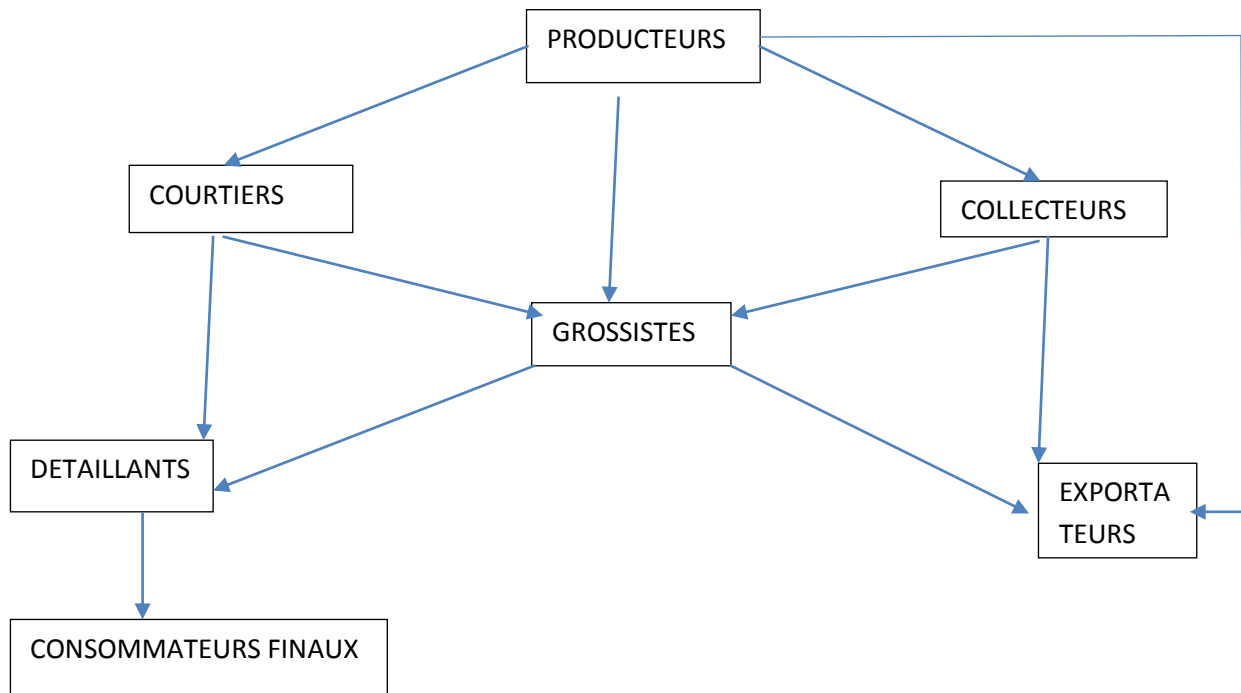 PRODUCTEURS
COURTIERS
COLLECTEURS
GROSSISTES
DETAILLANTS
EXPORTA
TEURS
CONSOMMATEURS FINAUX